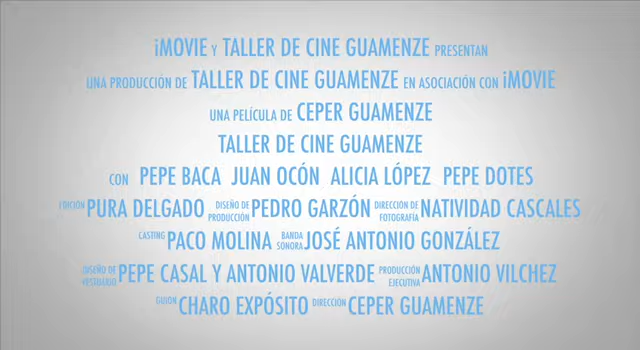 iMOVIE Y TALLER DE CINE GUAMENZE PRESENTAN
UNA PRODUCCIÓN DE TALLER DE CINE GUAMENZE EN ASOCIACIÓN CON iMOVIE
UNA PELÍCULA DE CEPER GUAMENZE
TALLER DE CINE GUAMENZE
CON PEPE BACA JUAN OCÓN ALICIA LÓPEZ PEPE DOTES
EDICIÓN PURA DELGADO DISEÑO DE PRODUCCIÓN PEDRO GARZÓN DIRECCIÓN DE FOTOGRAFÍA NATIVIDAD CASCALES
CASTING PACO MOLINA BANDA SONORA JOSÉ ANTONIO GONZÁLEZ
DISEÑO DE VESTUARIO PEPE CASAL Y ANTONIO VALVERDE PRODUCCIÓN EJECUTIVA ANTONIO VILCHEZ
GUIÓN CHARO EXPÓSITO DIRECCIÓN CEPER GUAMENZE